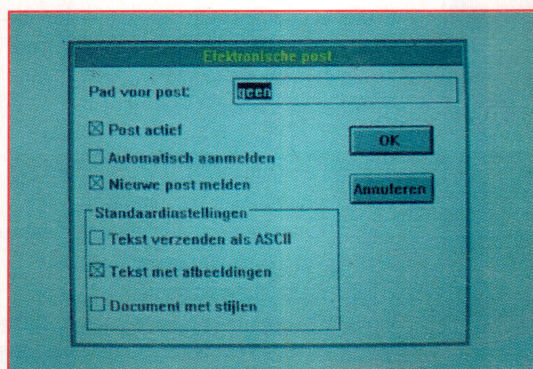 Elektronische post
Pad voor post: geen
Post actief
OK
Automatisch aanmelden
Nieuwe post melden
Annuleren
Standaardinstellingen
Tekst verzenden als ASCII
Tekst met afbeeldingen
Document met stijlen